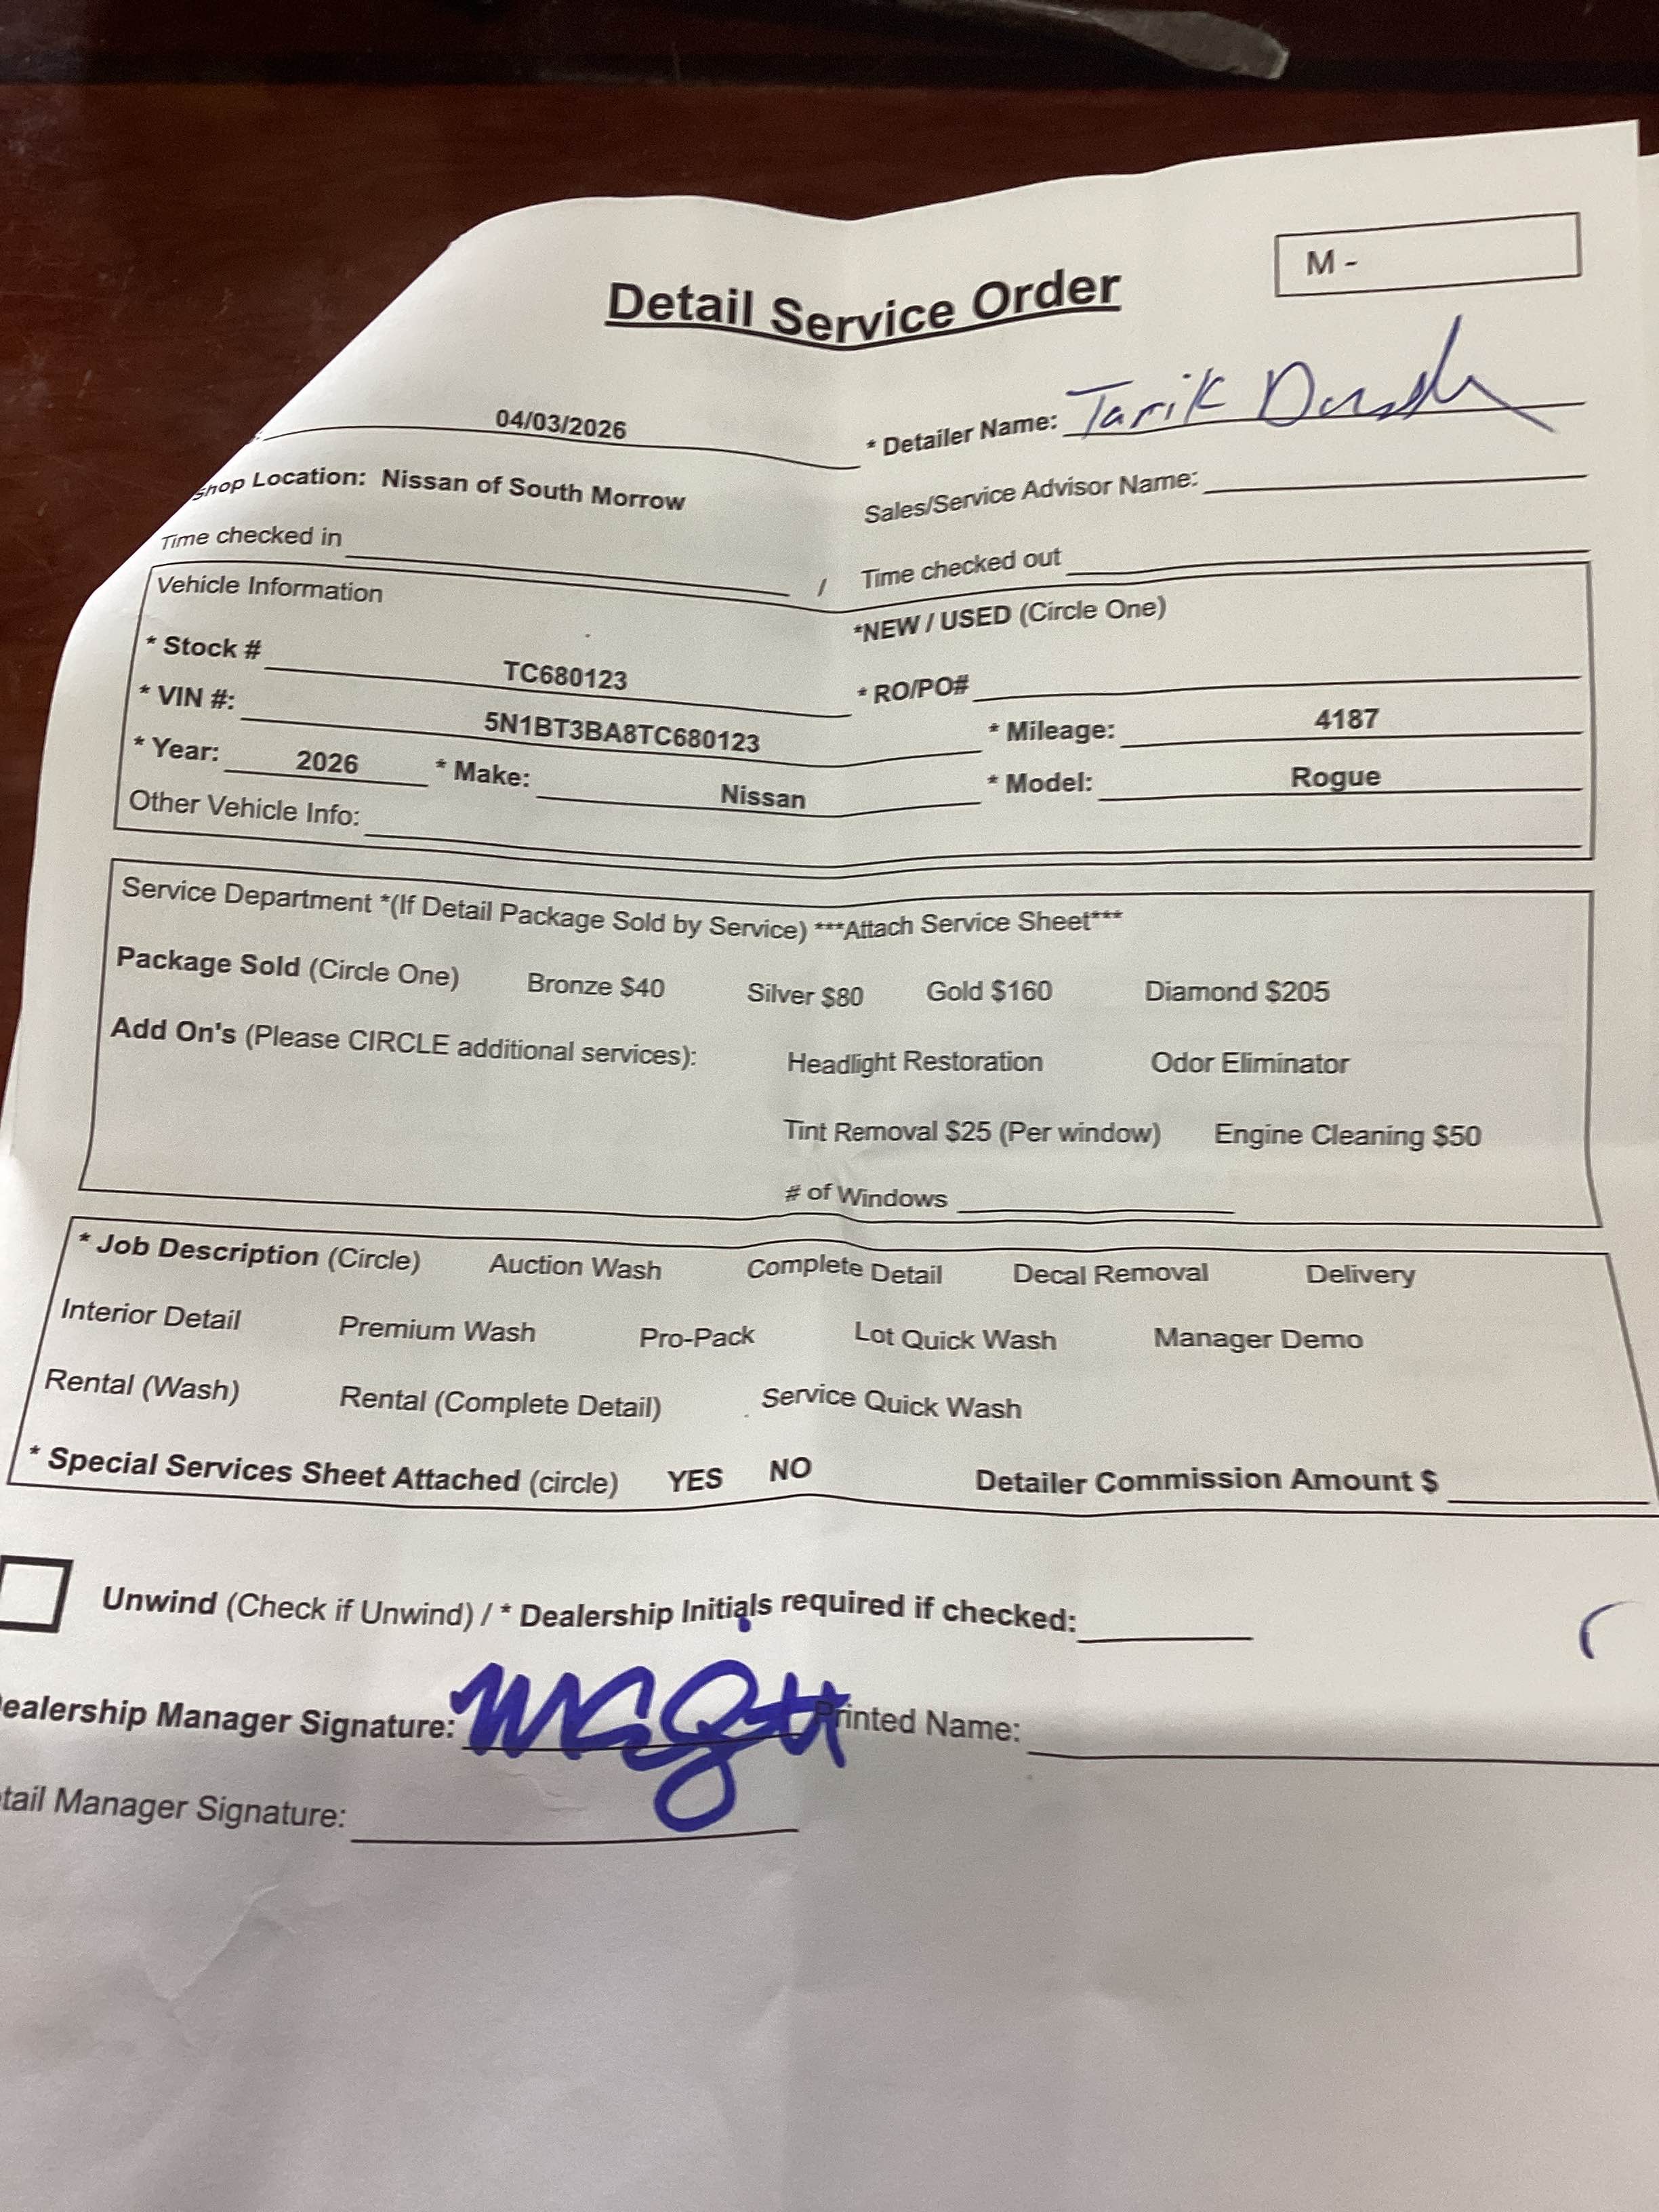 M -
Detail Service Order
04/03/2026 * Detailer Name: Tarik
Shop Location: Nissan of South Morrow Sales/Service Advisor Name:
Time checked in / Time checked out
Vehicle Information *NEW / USED (Circle One)
* Stock # TC680123 * RO/PO#
* VIN #: 5N1BT3BA8TC680123 * Mileage: 4187
* Year: 2026 * Make: Nissan * Model: Rogue
Other Vehicle Info:
Service Department *(If Detail Package Sold by Service) ***Attach Service Sheet***
Package Sold (Circle One) Bronze $40 Silver $80 Gold $160 Diamond $205
Add On's (Please CIRCLE additional services): Headlight Restoration Odor Eliminator
Tint Removal $25 (Per window) Engine Cleaning $50
# of Windows
* Job Description (Circle) Auction Wash Complete Detail Decal Removal Delivery
Interior Detail Premium Wash Pro-Pack Lot Quick Wash Manager Demo
Rental (Wash) Rental (Complete Detail) Service Quick Wash
* Special Services Sheet Attached (circle) YES NO Detailer Commission Amount $
Unwind (Check if Unwind) / * Dealership Initials required if checked:
ealership Manager Signature: Printed Name:
tail Manager Signature: